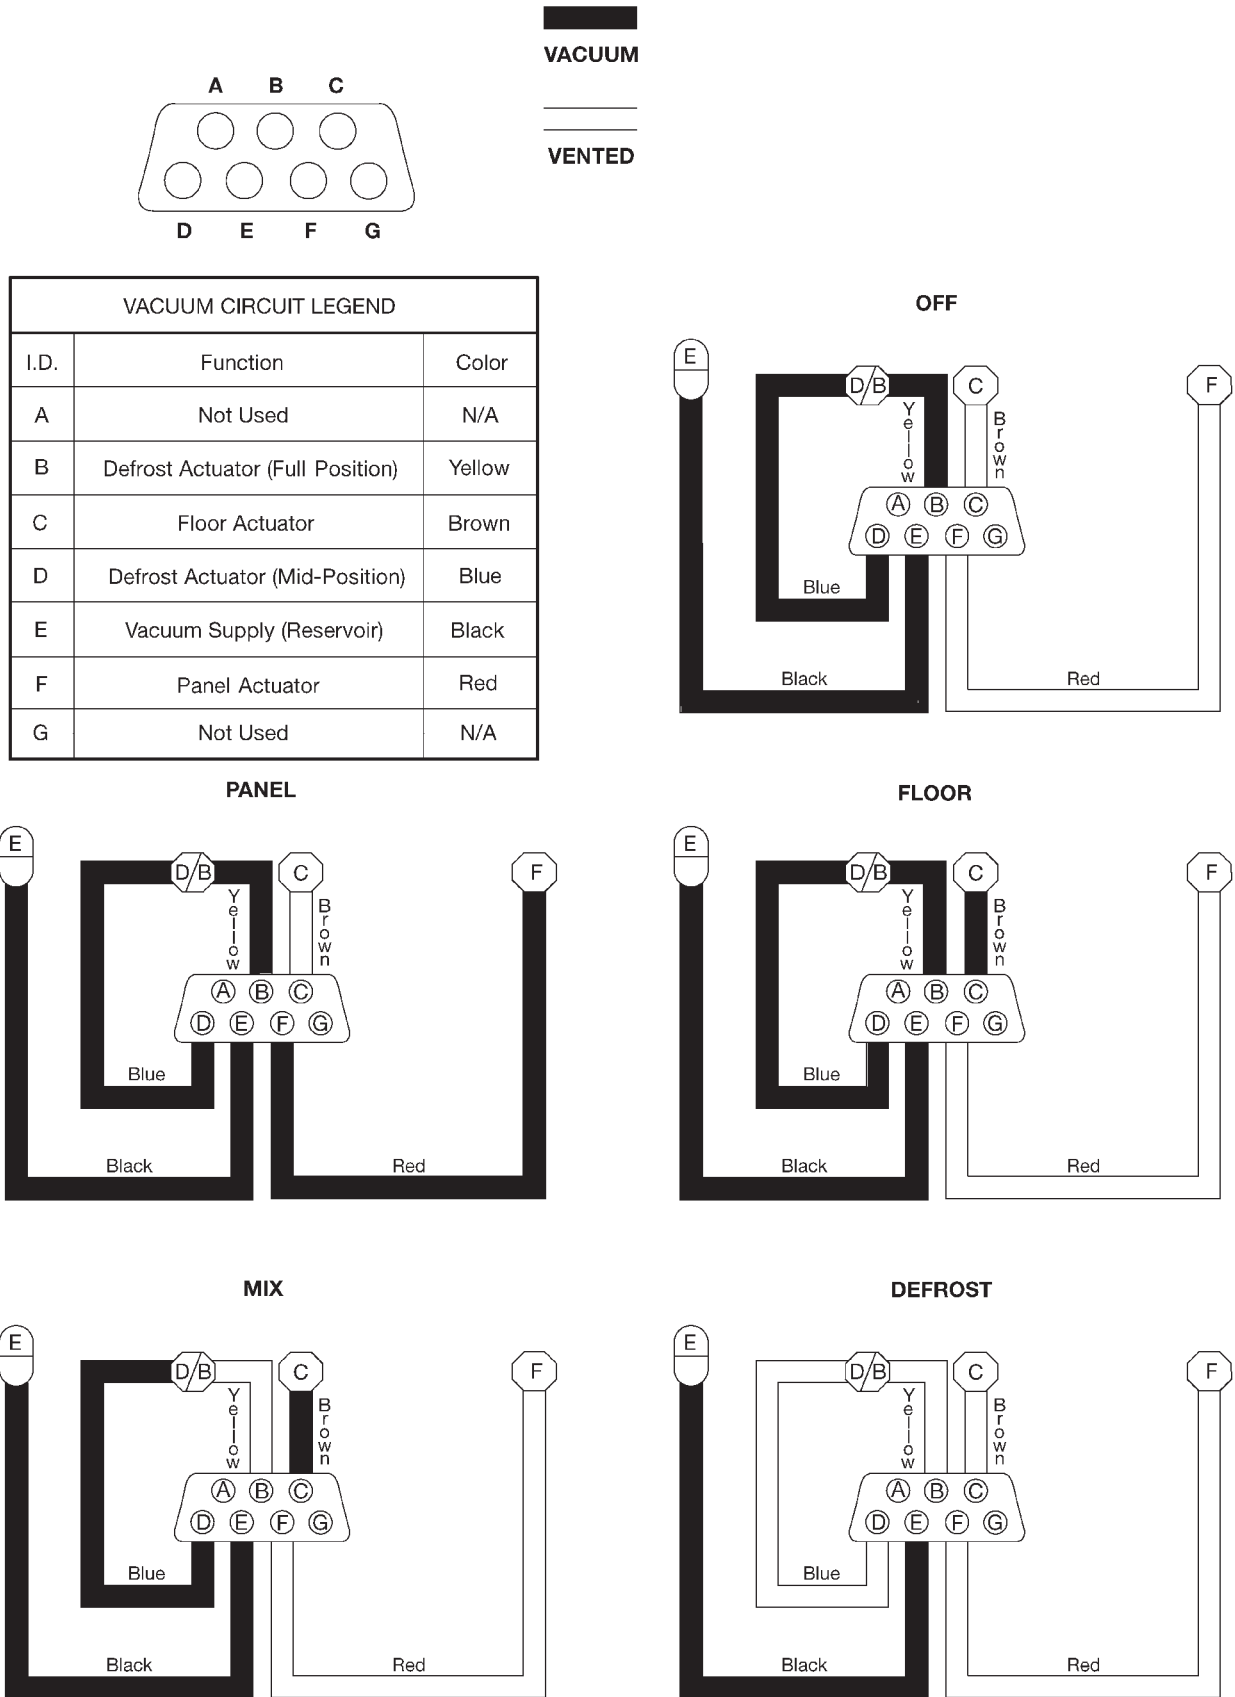 VACUUM
VENTED
A B C
D E F G
VACUUM CIRCUIT LEGEND
I.D. Function Color
A Not Used N/A
B Defrost Actuator (Full Position) Yellow
C Floor Actuator Brown
D Defrost Actuator (Mid-Position) Blue
E Vacuum Supply (Reservoir) Black
F Panel Actuator Red
G Not Used N/A
OFF
E D/B C F
Yellow
Brown
A B C
D E F G
Blue
Black
Red
PANEL
E D/B C F
Yellow
Brown
A B C
D E F G
Blue
Black
Red
FLOOR
E D/B C F
Yellow
Brown
A B C
D E F G
Blue
Black
Red
MIX
E D/B C F
Yellow
Brown
A B C
D E F G
Blue
Black
Red
DEFROST
E D/B C F
Yellow
Brown
A B C
D E F G
Blue
Black
Red